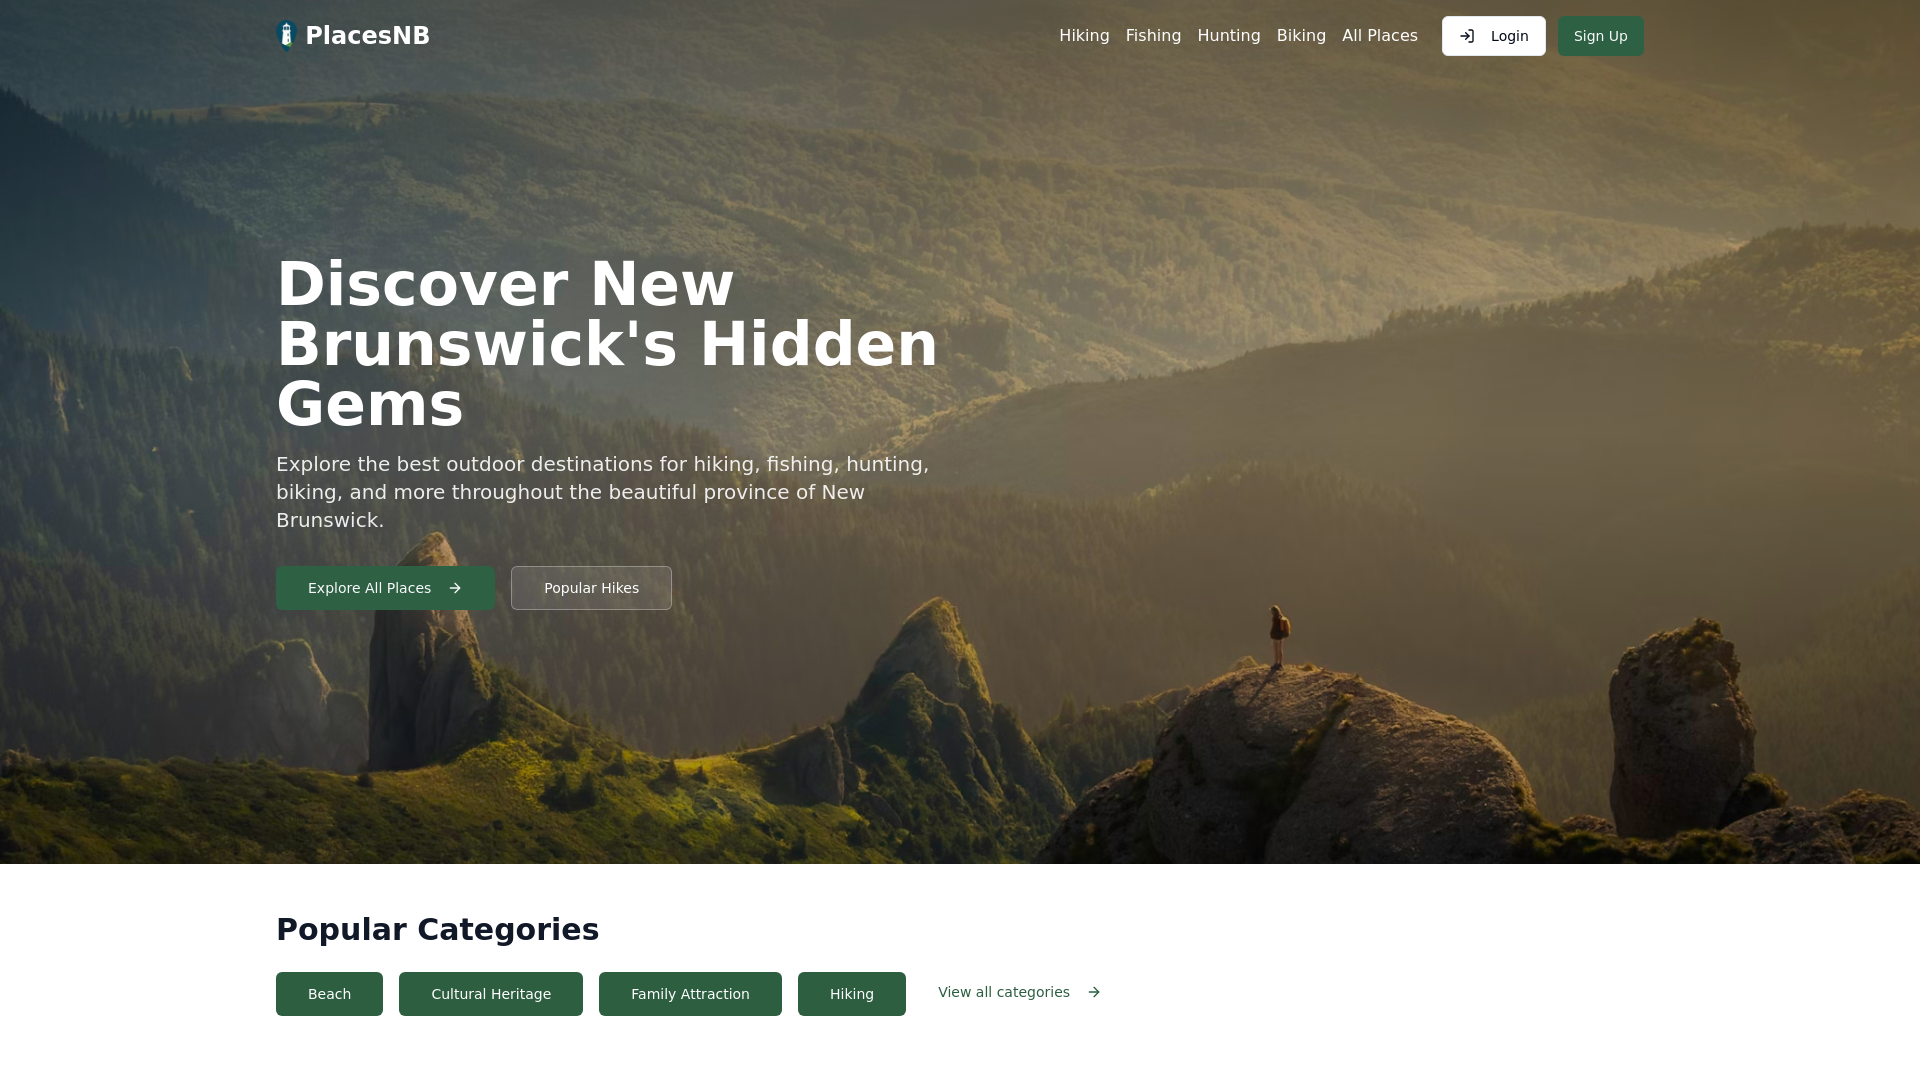 PlacesNB
Hiking Fishing Hunting Biking All Places Login Sign Up
Discover New
Brunswick's Hidden
Gems
Explore the best outdoor destinations for hiking, fishing, hunting,
biking, and more throughout the beautiful province of New
Brunswick.
Explore All Places
Popular Hikes
Popular Categories
Beach
Cultural Heritage
Family Attraction
Hiking
View all categories